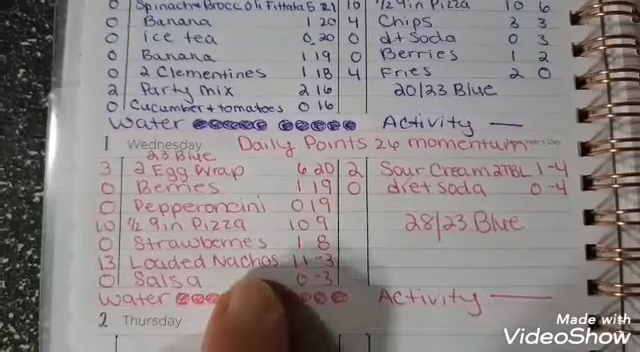 0 Spinach + Broccoli Fittata 5 21
0 Banana 1 20
0 ice tea 0 20
0 Banana 1 19
0 2 Clementines 1 18
2 Party mix 2 16
0 Cucumber + tomatoes 0 16
10 1/2 9in Pizza 10 6
4 Chips 3 3
0 dt Soda 0 3
0 Berries 1 2
4 Fries 2 0
20/23 Blue
Water
Activity —
1 Wednesday Daily Points 26 momentum
23 Blue
3 2 Egg Wrap 6 20
0 Berries 1 19
0 Pepperoncini 0 19
10 1/2 9in Pizza 10 9
0 Strawberries 1 8
13 Loaded Nachos 11 -3
0 Salsa 0 -3
2 Sour Cream 2TBL 1 -4
0 diet soda 0 -4
28/23 Blue
Water
Activity —
2 Thursday
Made with
VideoShow